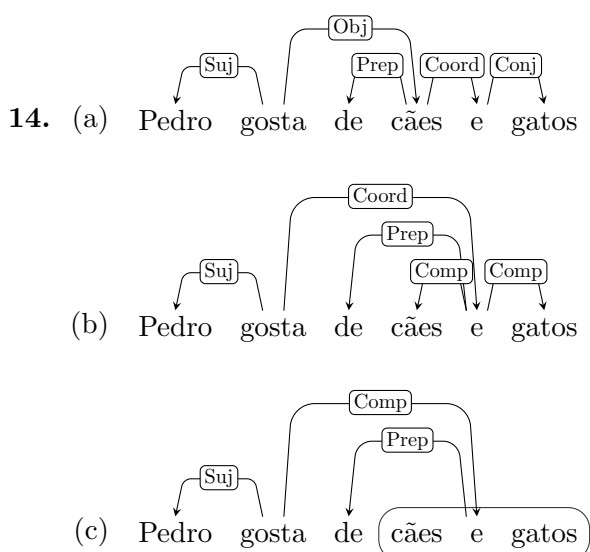 Obj
Suj Prep Coord Conj
14. (a) Pedro gosta de cães e gatos
Coord
Prep
Suj Comp Comp
(b) Pedro gosta de cães e gatos
Comp
Prep
Suj
(c) Pedro gosta de cães e gatos